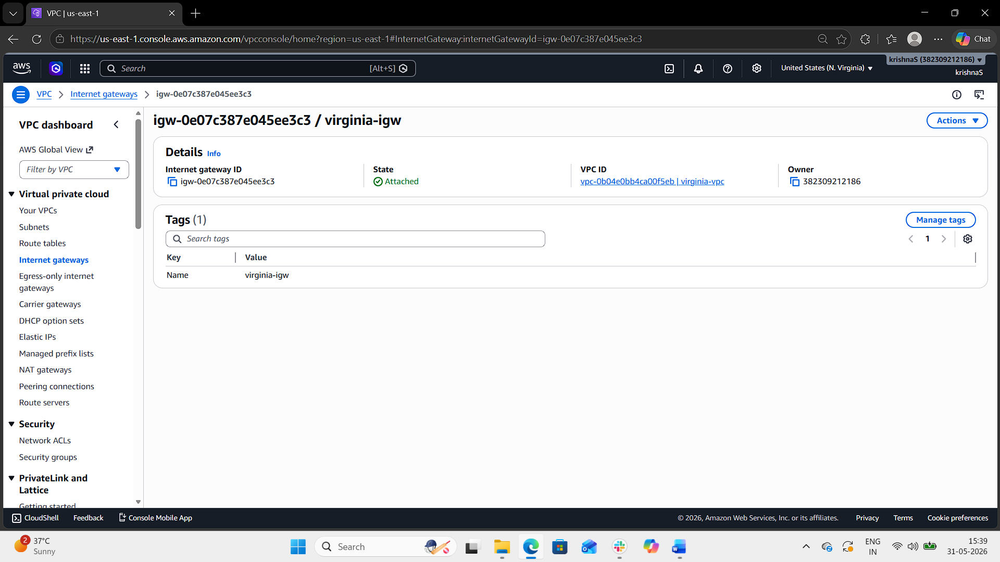 VPC | us-east-1
https://us-east-1.console.aws.amazon.com/vpcconsole/home?region=us-east-1#InternetGateway:internetGatewayId=igw-0e07c387e045ee3c3
Chat
aws
Search
[Alt+S]
United States (N. Virginia)
krishnaS (382309212186)
krishnaS
VPC
Internet gateways
igw-0e07c387e045ee3c3
VPC dashboard
AWS Global View
Filter by VPC
Virtual private cloud
Your VPCs
Subnets
Route tables
Internet gateways
Egress-only internet
gateways
Carrier gateways
DHCP option sets
Elastic IPs
Managed prefix lists
NAT gateways
Peering connections
Route servers
Security
Network ACLs
Security groups
PrivateLink and
Lattice
Getting started
igw-0e07c387e045ee3c3 / virginia-igw
Actions
Details Info
Internet gateway ID
igw-0e07c387e045ee3c3
State
Attached
VPC ID
vpc-0b04e0bb4ca00f5eb | virginia-vpc
Owner
382309212186
Tags (1)
Manage tags
Search tags
1
Key
Value
Name
virginia-igw
CloudShell
Feedback
Console Mobile App
© 2026, Amazon Web Services, Inc. or its affiliates.
Privacy
Terms
Cookie preferences
2
37°C
Sunny
Search
W
ENG
IN
15:39
31-05-2026